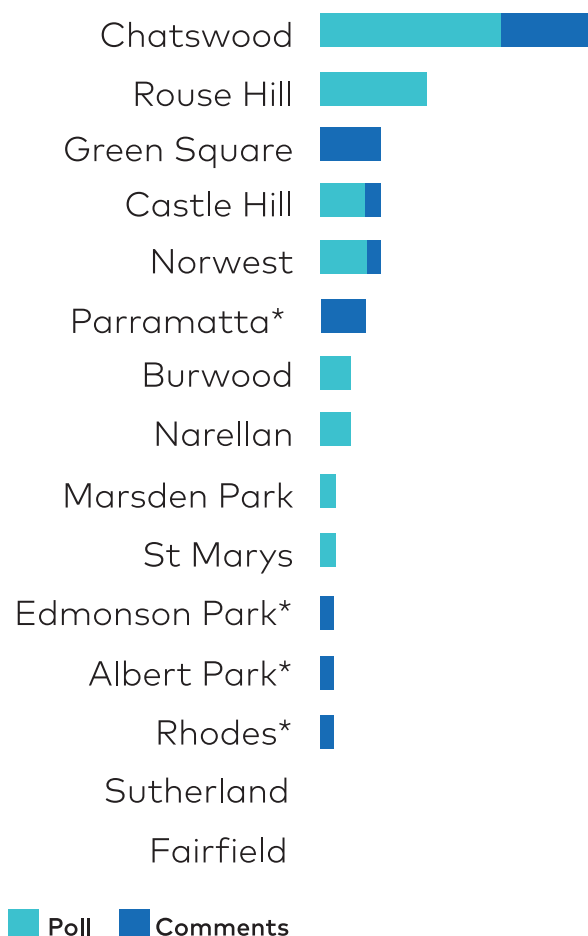 Chatswood
Rouse Hill
Green Square
Castle Hill
Norwest
Parramatta*
Burwood
Narellan
Marsden Park
St Marys
Edmonson Park*
Albert Park*
Rhodes*
Sutherland
Fairfield
Poll Comments